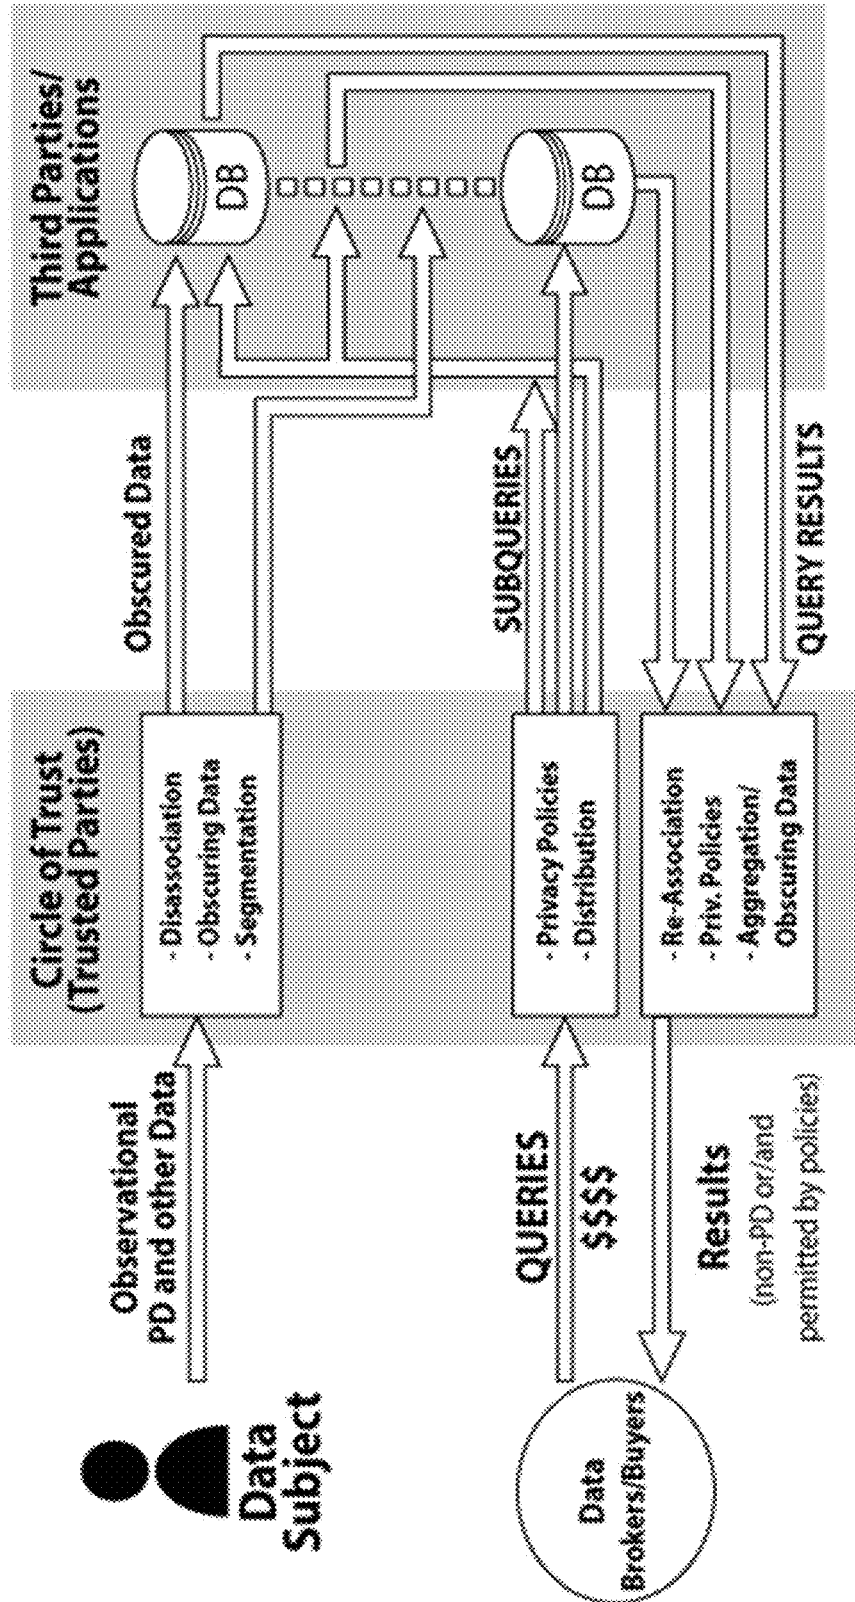 Data
Subject
Observational
PD and other Data
Circle of Trust
(Trusted Parties)
- Disassociation
- Obscuring Data
- Segmentation
Obscured Data
Third Parties/
Applications
DB
DB
Data
Brokers/Buyers
QUERIES
$$$$
- Privacy Policies
- Distribution
SUBQUERIES
Results
(non-PD or/and
permitted by policies)
- Re-Association
- Priv. Policies
- Aggregation/
Obscuring Data
QUERY RESULTS